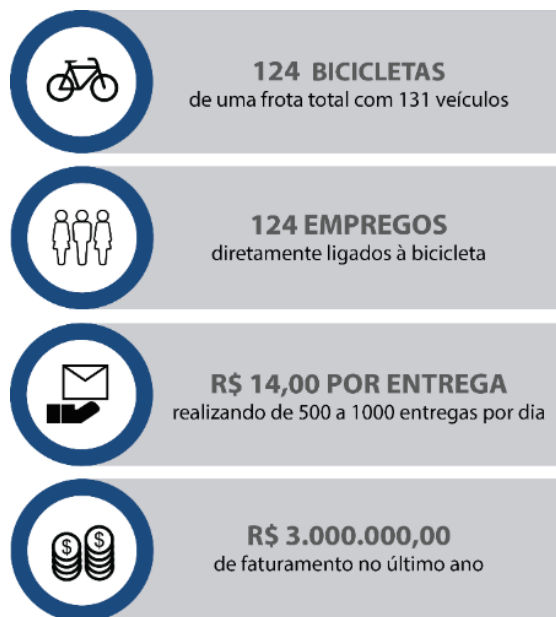 124 BICICLETAS
de uma frota total com 131 veículos
124 EMPREGOS
diretamente ligados à bicicleta
R$ 14,00 POR ENTREGA
realizando de 500 a 1000 entregas por dia
$ $
R$ 3.000.000,00
de faturamento no último ano